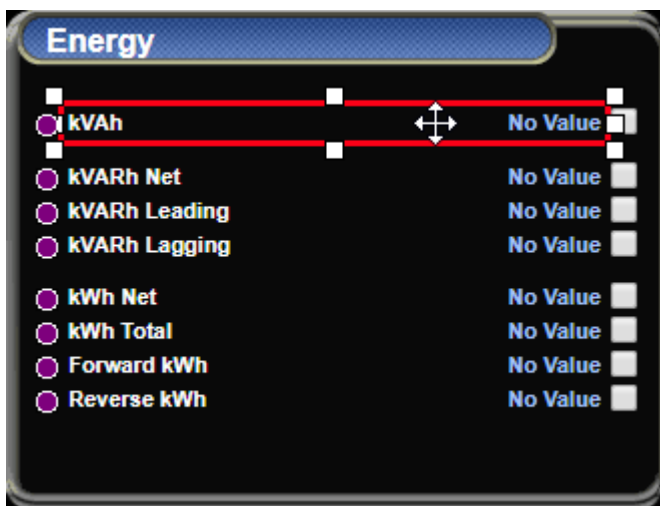 Energy
kVAh No Value
kVARh Net No Value
kVARh Leading No Value
kVARh Lagging No Value
kWh Net No Value
kWh Total No Value
Forward kWh No Value
Reverse kWh No Value